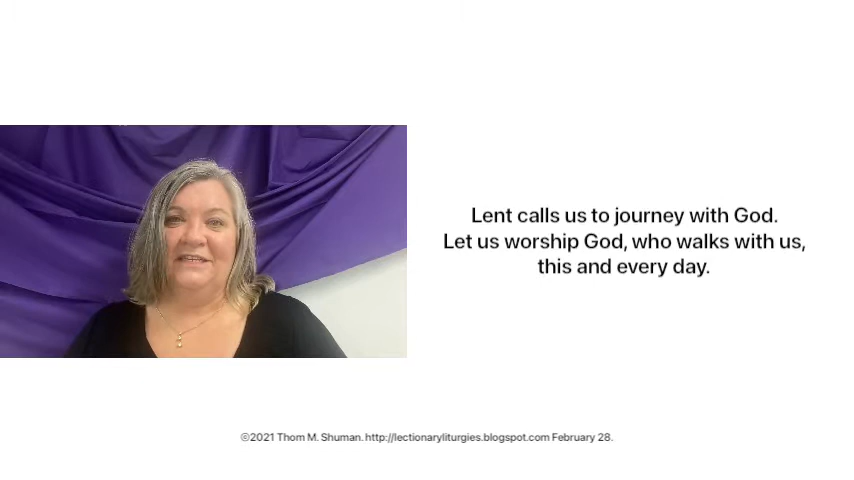 Lent calls us to journey with God.
Let us worship God, who walks with us,
this and every day.
©2021 Thom M. Shuman. http://lectionaryliturgies.blogspot.com February 28.